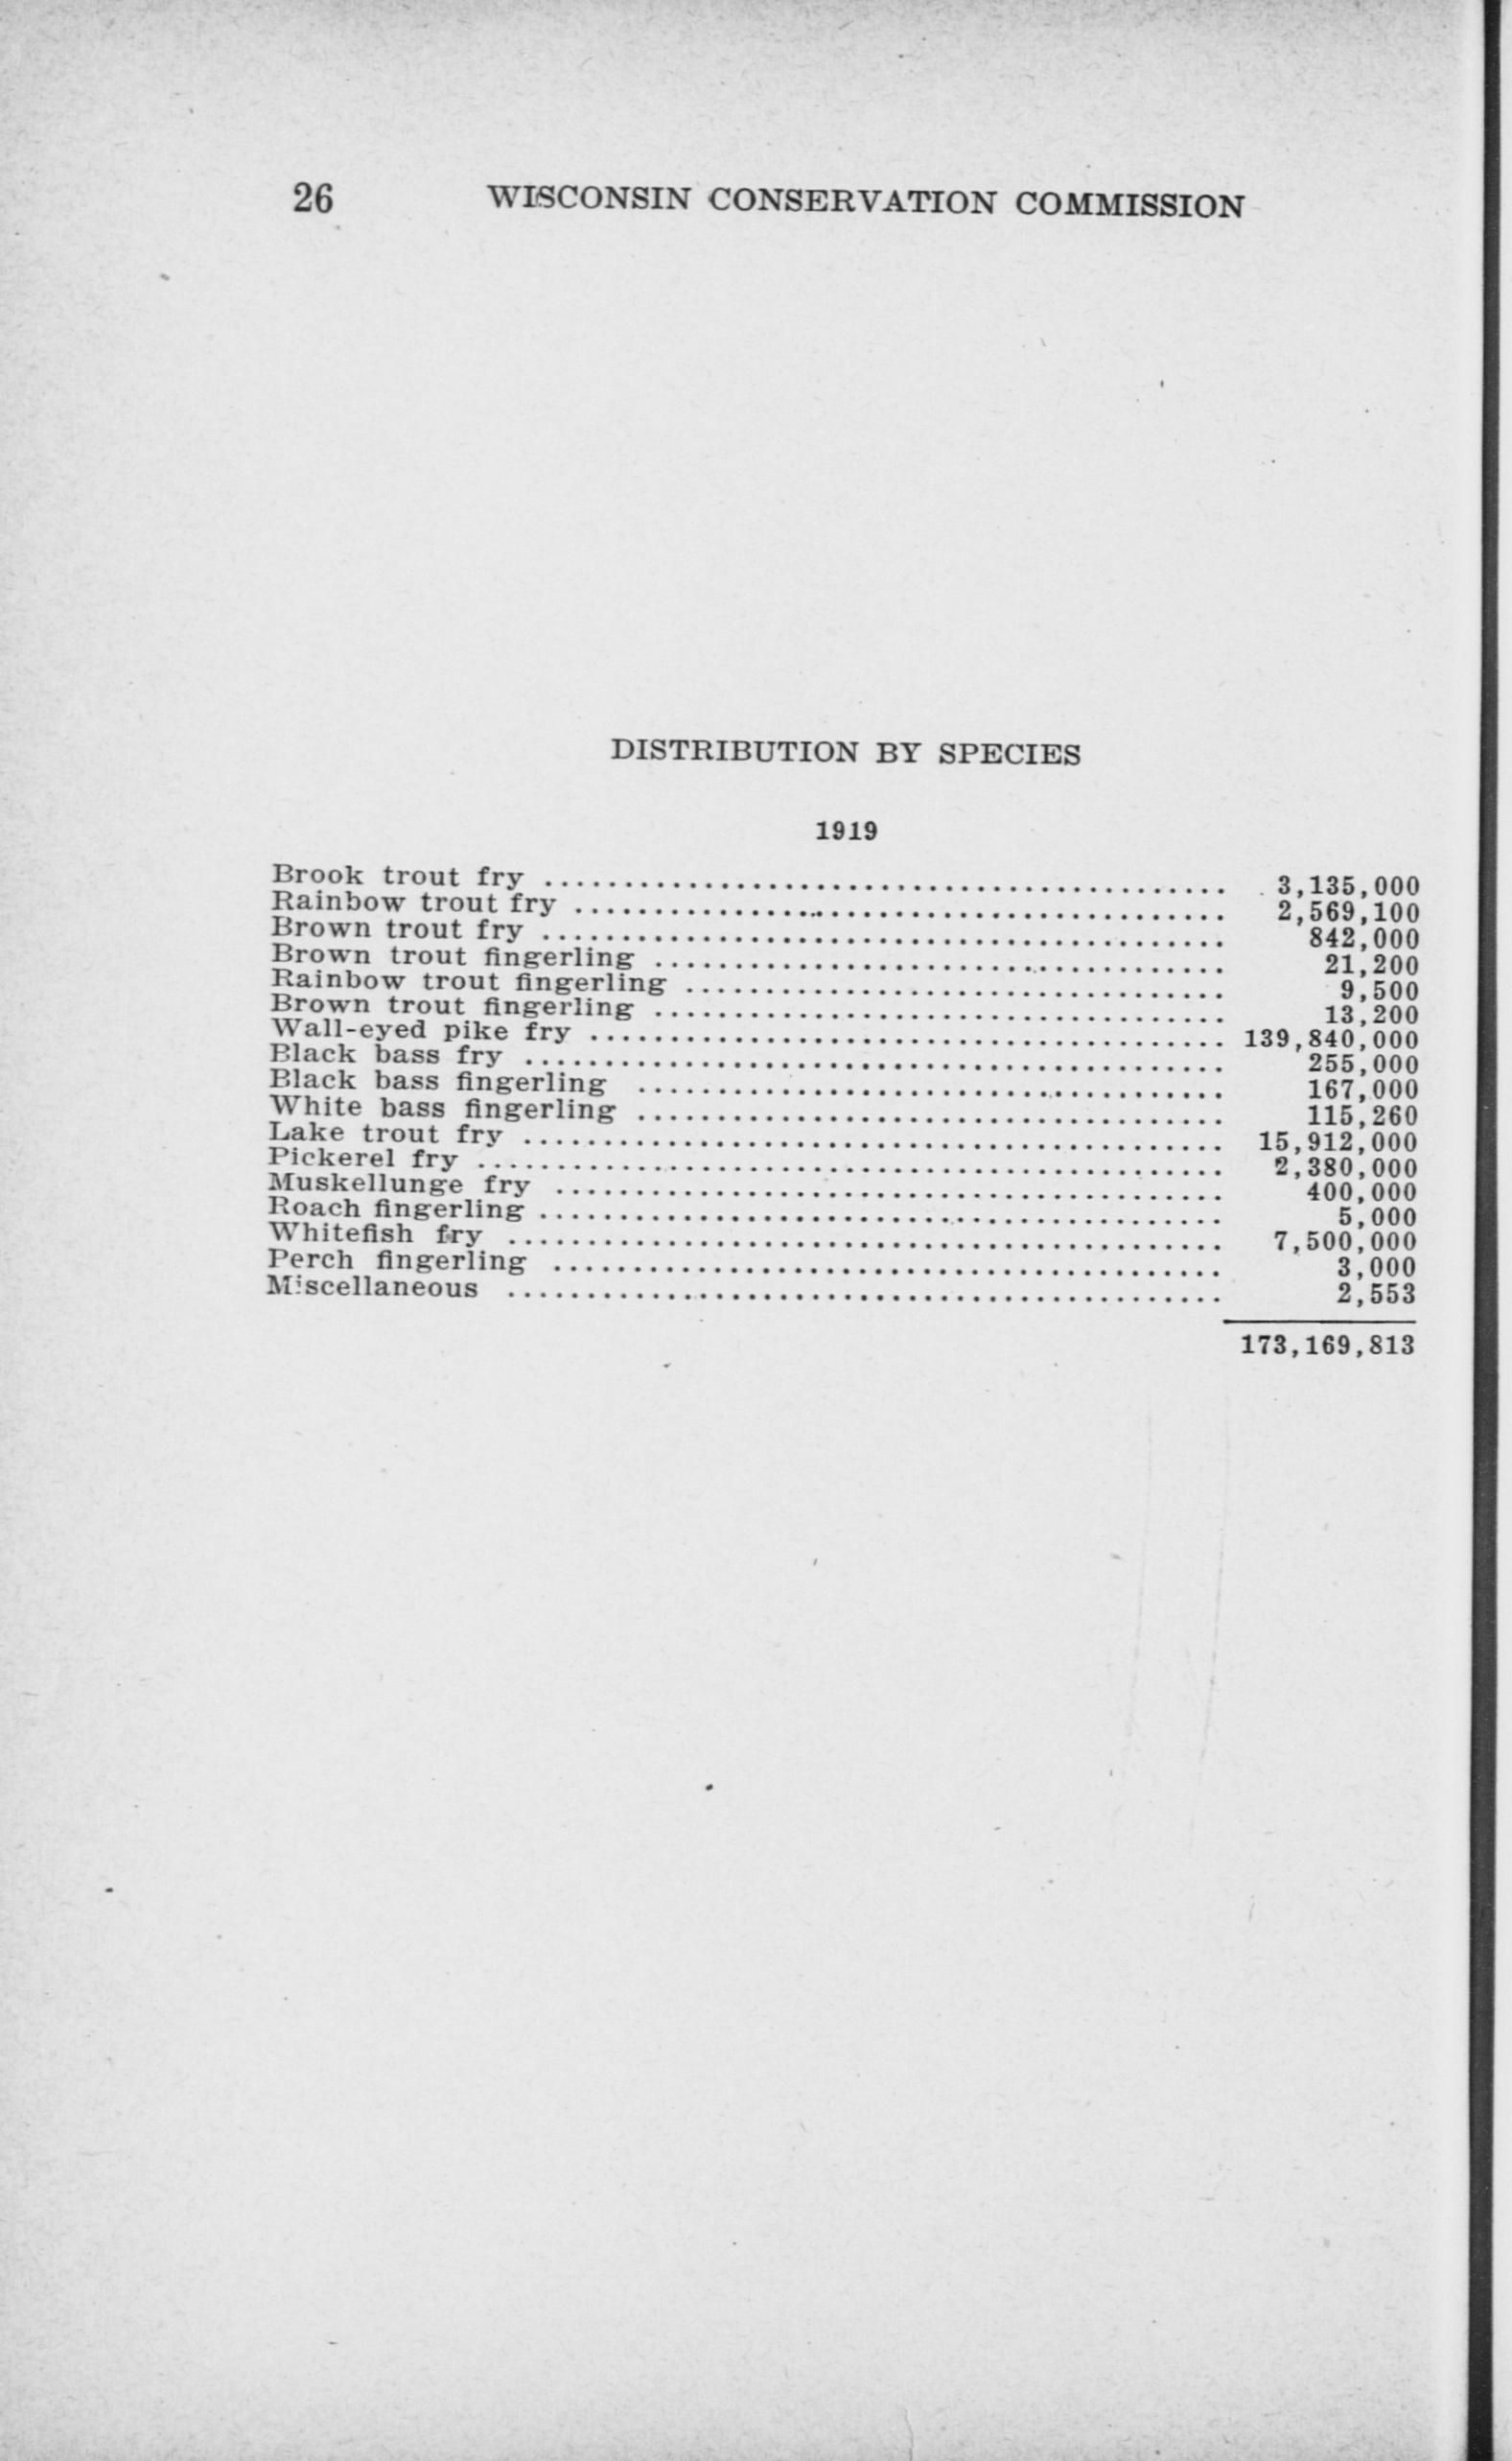 26 WISCONSIN CONSERVATION COMMISSION
DISTRIBUTION BY SPECIES
1919
Brook trout fry ........................................... 3,135,000
Rainbow trout fry ......................................... 2,569,100
Brown trout fry ........................................... 842,000
Brown trout fingerling .................................... 21,200
Rainbow trout fingerling .................................. 9,500
Brown trout fingerling .................................... 13,200
Wall-eyed pike fry ........................................ 139,840,000
Black bass fry ............................................ 255,000
Black bass fingerling ..................................... 167,000
White bass fingerling ..................................... 115,260
Lake trout fry ............................................ 15,912,000
Pickerel fry .............................................. 2,380,000
Muskellunge fry ........................................... 400,000
Roach fingerling .......................................... 5,000
Whitefish fry ............................................. 7,500,000
Perch fingerling .......................................... 3,000
Miscellaneous ............................................. 2,553
173,169,813